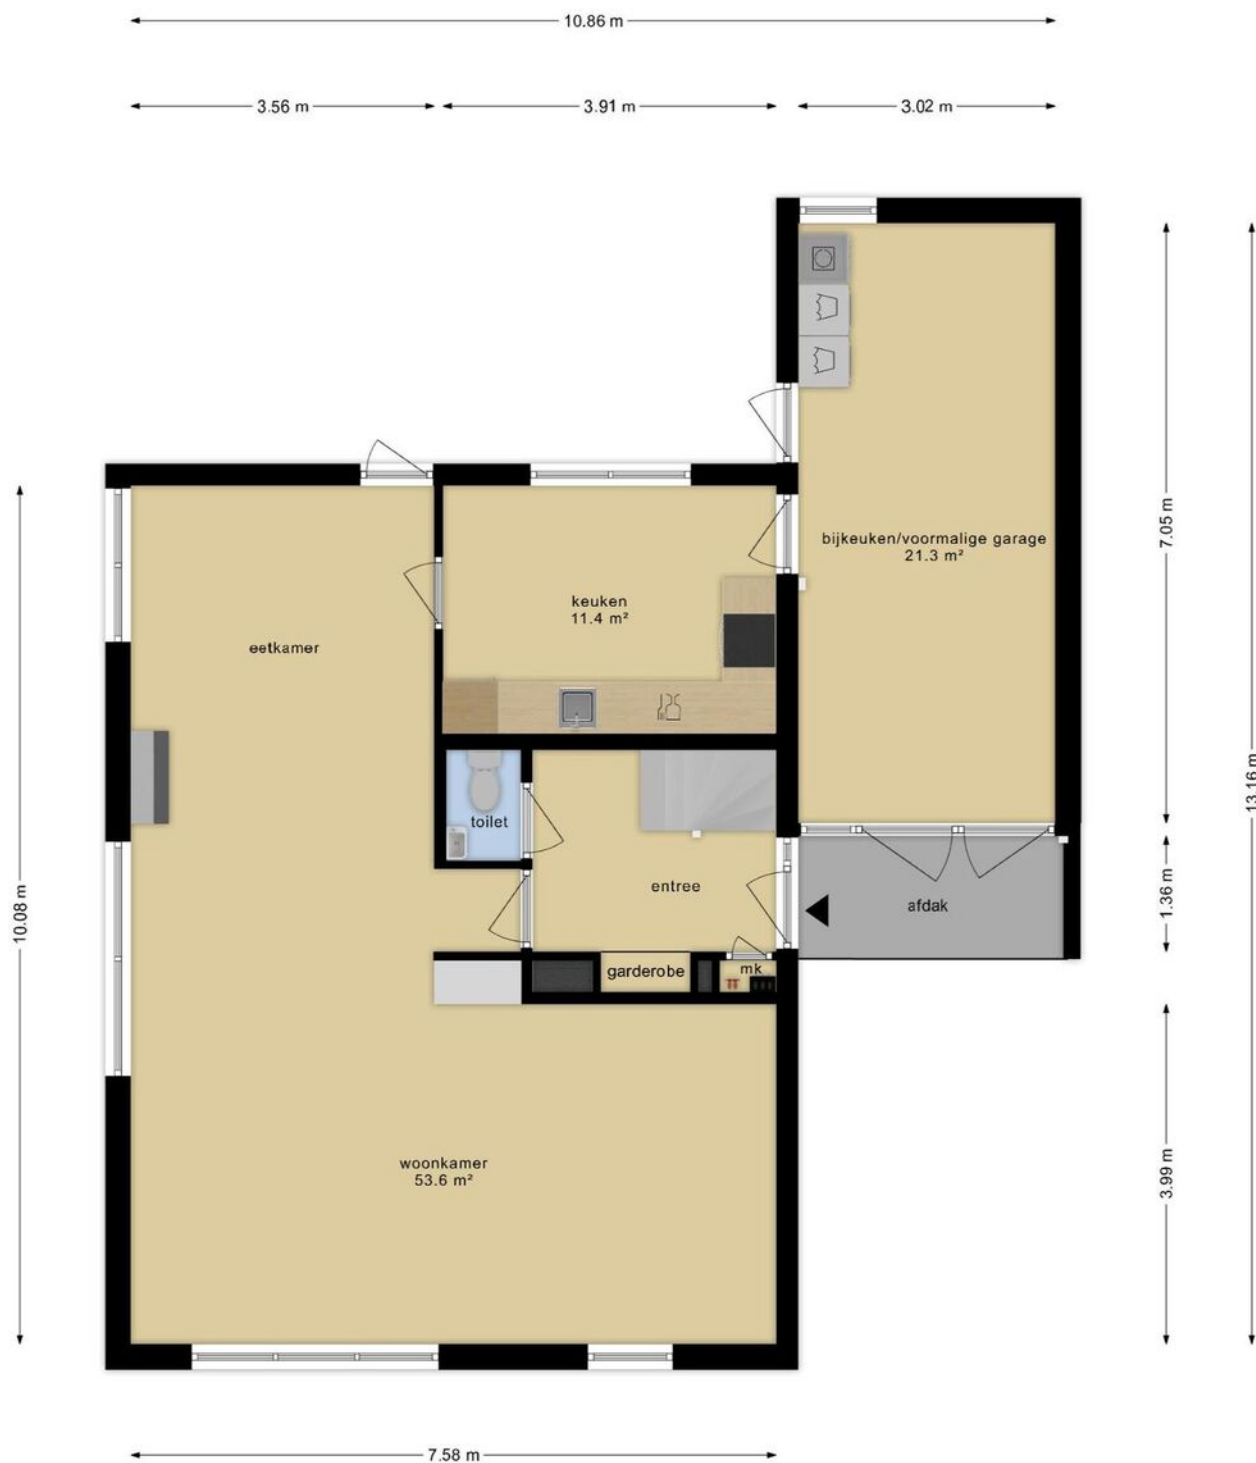 10.86 m
3.56 m
3.91 m
3.02 m
bijkeuken/voormalige garage
21.3 m²
7.05 m
keuken
11.4 m²
eetkamer
13.16 m
toilet
entree
afdak
1.36 m
10.08 m
garderobe
mk
woonkamer
53.6 m²
3.99 m
7.58 m